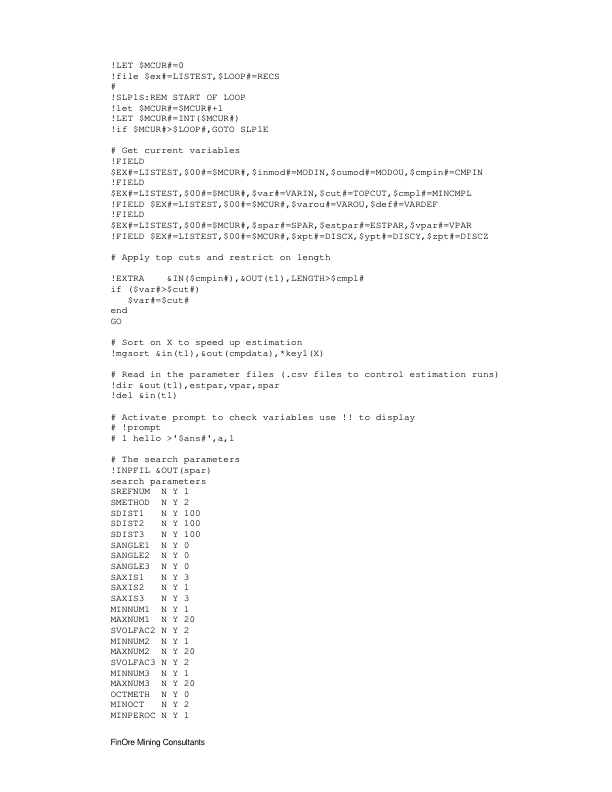 !LET $MCUR#=0
!file $ex#=LISTEST,$LOOP#=RECS
#
!SLP1S:REM START OF LOOP
!let $MCUR#=$MCUR#+1
!LET $MCUR#=INT($MCUR#)
!if $MCUR#>$LOOP#,GOTO SLP1E
# Get current variables
!FIELD
$EX#=LISTEST,$00#=$MCUR#,$inmod#=MODIN,$oumod#=MODOU,$cmpin#=CMPIN
!FIELD
$EX#=LISTEST,$00#=$MCUR#,$var#=VARIN,$cut#=TOPCUT,$cmpl#=MINCMPL
!FIELD $EX#=LISTEST,$00#=$MCUR#,$varou#=VAROU,$def#=VARDEF
!FIELD
$EX#=LISTEST,$00#=$MCUR#,$spar#=SPAR,$estpar#=ESTPAR,$vpar#=VPAR
!FIELD $EX#=LISTEST,$00#=$MCUR#,$xpt#=DISCX,$ypt#=DISCY,$zpt#=DISCZ
# Apply top cuts and restrict on length
!EXTRA    &IN($cmpin#),&OUT(t1),LENGTH>$cmpl#
if ($var#>$cut#)
   $var#=$cut#
end
GO
# Sort on X to speed up estimation
!mgsort &in(t1),&out(cmpdata),*key1(X)
# Read in the parameter files (.csv files to control estimation runs)
!dir &out(t1),estpar,vpar,spar
!del &in(t1)
# Activate prompt to check variables use !! to display
# !prompt
# 1 hello >'$ans#',a,1
# The search parameters
!INPFIL &OUT(spar)
search parameters
SREFNUM  N Y 1
SMETHOD  N Y 2
SDIST1   N Y 100
SDIST2   N Y 100
SDIST3   N Y 100
SANGLE1  N Y 0
SANGLE2  N Y 0
SANGLE3  N Y 0
SAXIS1   N Y 3
SAXIS2   N Y 1
SAXIS3   N Y 3
MINNUM1  N Y 1
MAXNUM1  N Y 20
SVOLFAC2 N Y 2
MINNUM2  N Y 1
MAXNUM2  N Y 20
SVOLFAC3 N Y 2
MINNUM3  N Y 1
MAXNUM3  N Y 20
OCTMETH  N Y 0
MINOCT   N Y 2
MINPEROC N Y 1
FinOre Mining Consultants